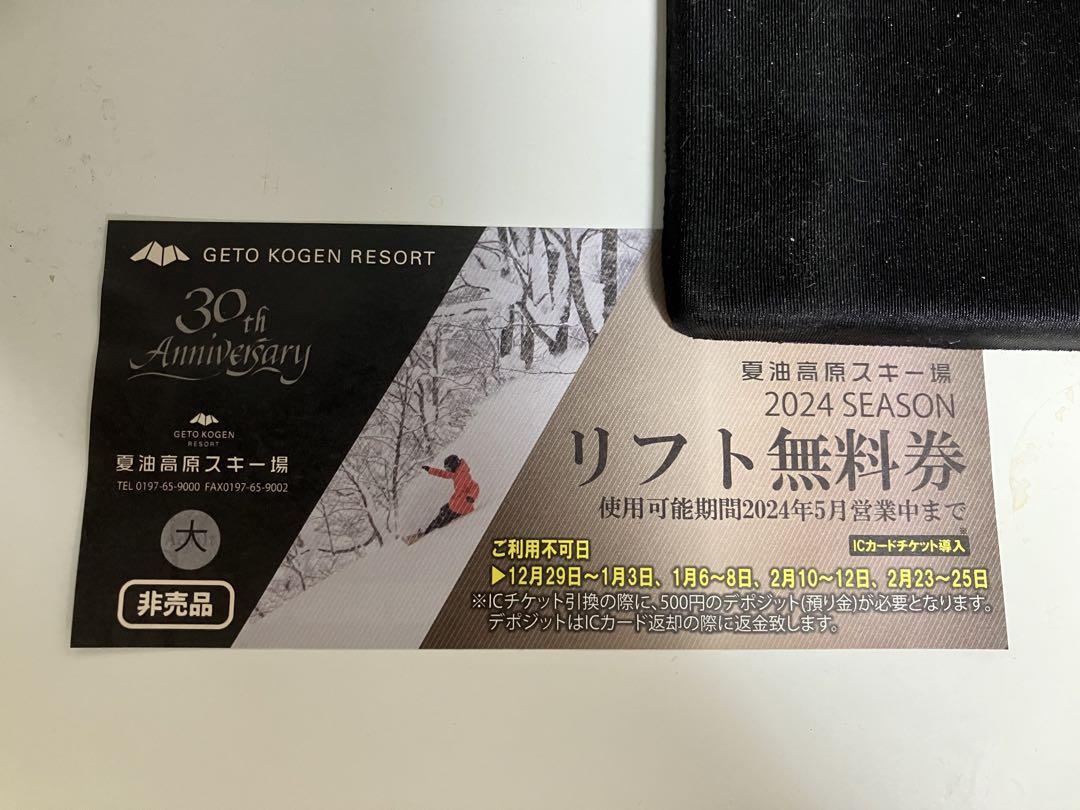 GETO KOGEN RESORT
30th
Anniversary
GETO KOGEN
RESORT
夏油高原スキー場
TEL 0197-65-9000 FAX0197-65-9002
大
非売品
夏油高原スキー場
2024 SEASON
リフト無料券
使用可能期間2024年5月営業中まで
※
ICカードチケット導入
ご利用不可日
▶12月29日～1月3日、1月6～8日、2月10～12日、2月23～25日
※ICチケット引換の際に、500円のデポジット(預り金)が必要となります。
デポジットはICカード返却の際に返金致します。